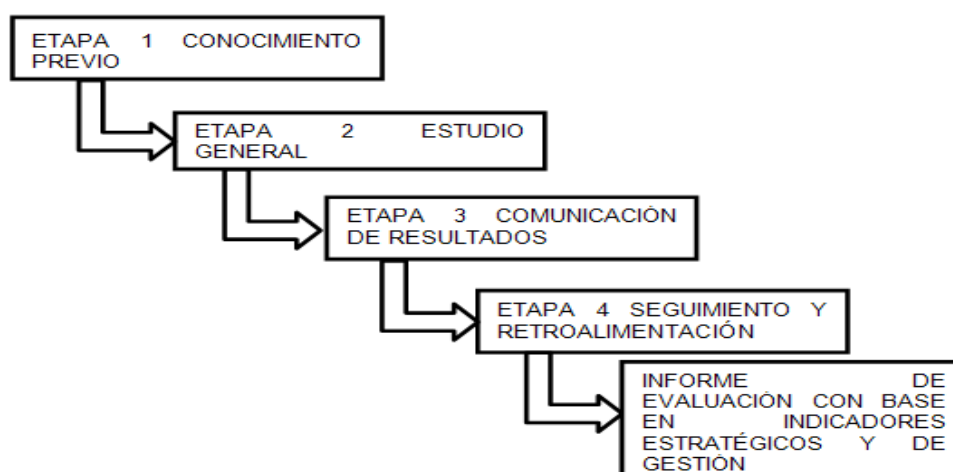 ETAPA 1 CONOCIMIENTO
PREVIO
ETAPA 2 ESTUDIO
GENERAL
ETAPA 3 COMUNICACIÓN
DE RESULTADOS
ETAPA 4 SEGUIMIENTO Y
RETROALIMENTACIÓN
INFORME DE
EVALUACIÓN CON BASE
EN INDICADORES
ESTRATÉGICOS Y DE
GESTIÓN